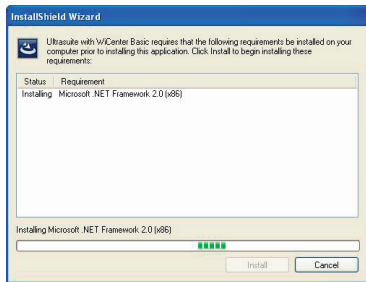 InstallShield Wizard
Ultrasuite with WiCenter Basic requires that the following requirements be installed on your
computer prior to installing this application. Click Install to begin installing these
requirements:
Status Requirement
Installing Microsoft .NET Framework 2.0 (x86)
Installing Microsoft .NET Framework 2.0 (x86)
Install Cancel